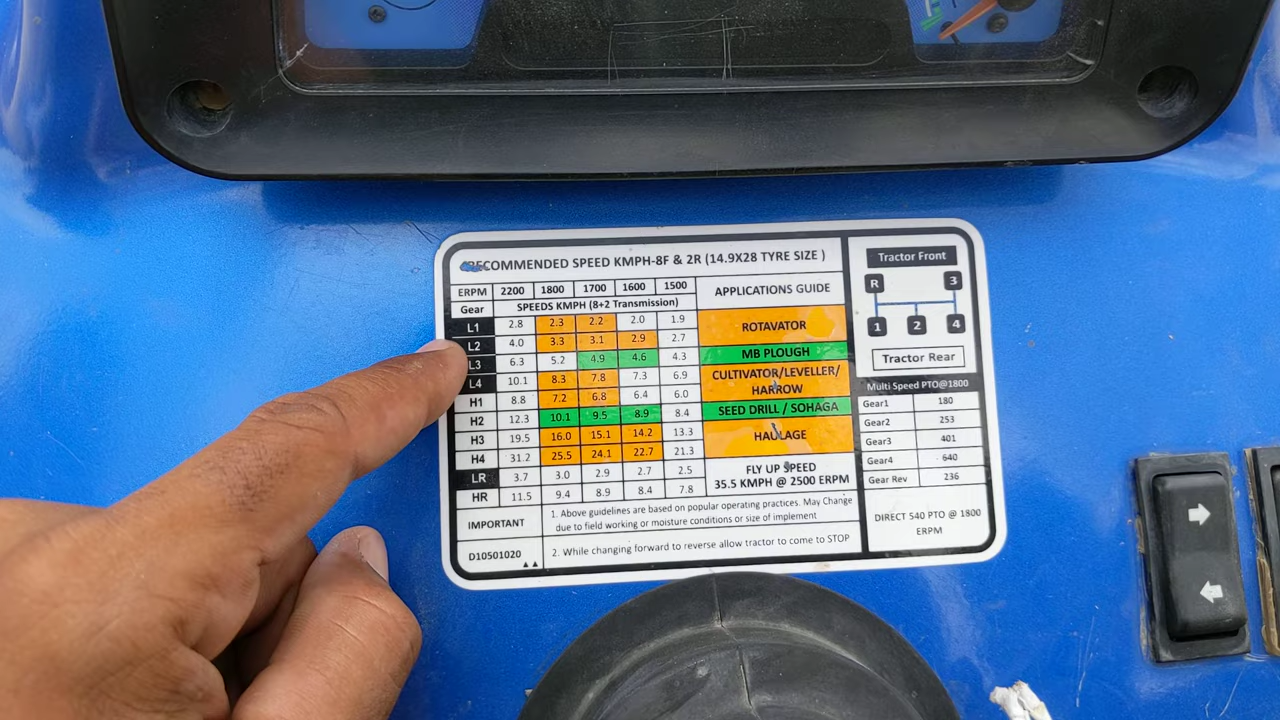 RECOMMENDED SPEED KMPH-8F & 2R (14.9X28 TYRE SIZE )
ERPM 2200 1800 1700 1600 1500 APPLICATIONS GUIDE
Gear SPEEDS KMPH (8+2 Transmission)
L1 2.8 2.3 2.2 2.0 1.9 ROTAVATOR
L2 4.0 3.3 3.1 2.9 2.7
L3 6.3 5.2 4.9 4.6 4.3 MB PLOUGH
L4 10.1 8.3 7.8 7.3 6.9 CULTIVATOR/LEVELLER/
HARROW
H1 8.8 7.2 6.8 6.4 6.0
H2 12.3 10.1 9.5 8.9 8.4 SEED DRILL / SOHAGA
H3 19.5 16.0 15.1 14.2 13.3 HAULAGE
H4 31.2 25.5 24.1 22.7 21.3
LR 3.7 3.0 2.9 2.7 2.5 FLY UP SPEED
HR 11.5 9.4 8.9 8.4 7.8 35.5 KMPH @ 2500 ERPM
IMPORTANT
1. Above guidelines are based on popular operating practices. May Change
due to field working or moisture conditions or size of implement
D10501020
2. While changing forward to reverse allow tractor to come to STOP
Tractor Front
R 3
1 2 4
Tractor Rear
Multi Speed PTO@1800
Gear1 180
Gear2 253
Gear3 401
Gear4 640
Gear Rev 236
DIRECT 540 PTO @ 1800
ERPM